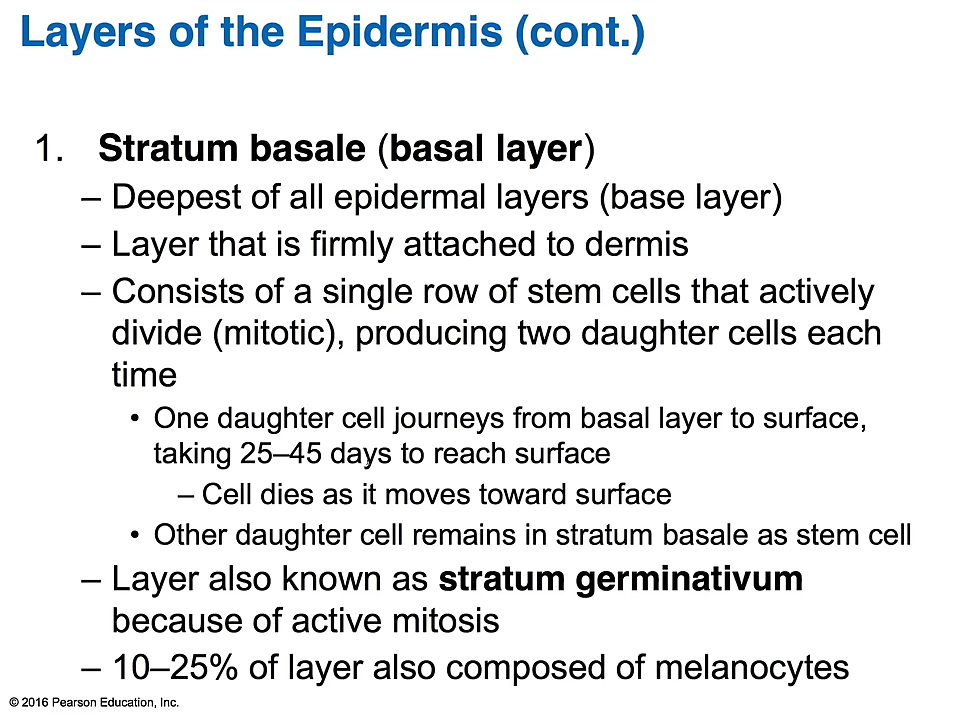 Layers of the Epidermis (cont.)
1. Stratum basale (basal layer)
– Deepest of all epidermal layers (base layer)
– Layer that is firmly attached to dermis
– Consists of a single row of stem cells that actively
divide (mitotic), producing two daughter cells each
time
• One daughter cell journeys from basal layer to surface,
taking 25–45 days to reach surface
– Cell dies as it moves toward surface
• Other daughter cell remains in stratum basale as stem cell
– Layer also known as stratum germinativum
because of active mitosis
– 10–25% of layer also composed of melanocytes
© 2016 Pearson Education, Inc.